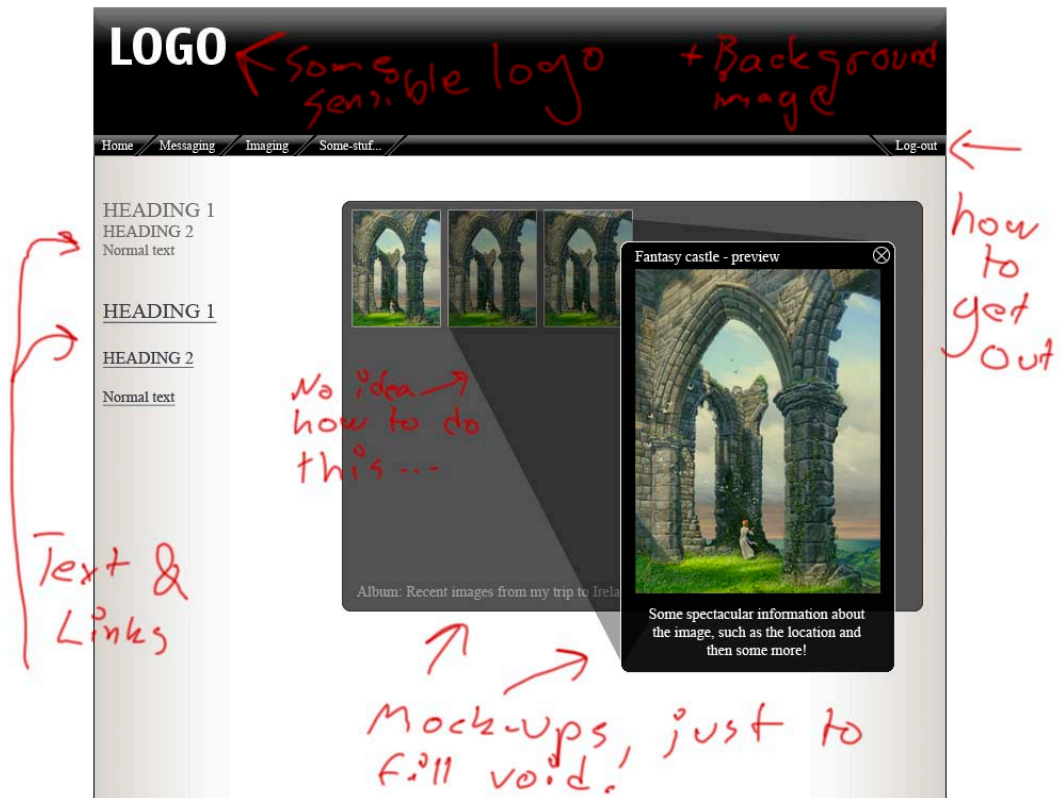 LOGO
Some
sensible logo
+ Background
image
Home
Messaging
Imaging
Some-stuf...
Log-out
how
to
get
out
HEADING 1
HEADING 2
Normal text
HEADING 1
HEADING 2
Normal text
Text &
Links
No idea
how to do
this ...
Fantasy castle - preview
Album: Recent images from my trip to Irela
Some spectacular information about
the image, such as the location and
then some more!
Mock-ups, just to
fill void!